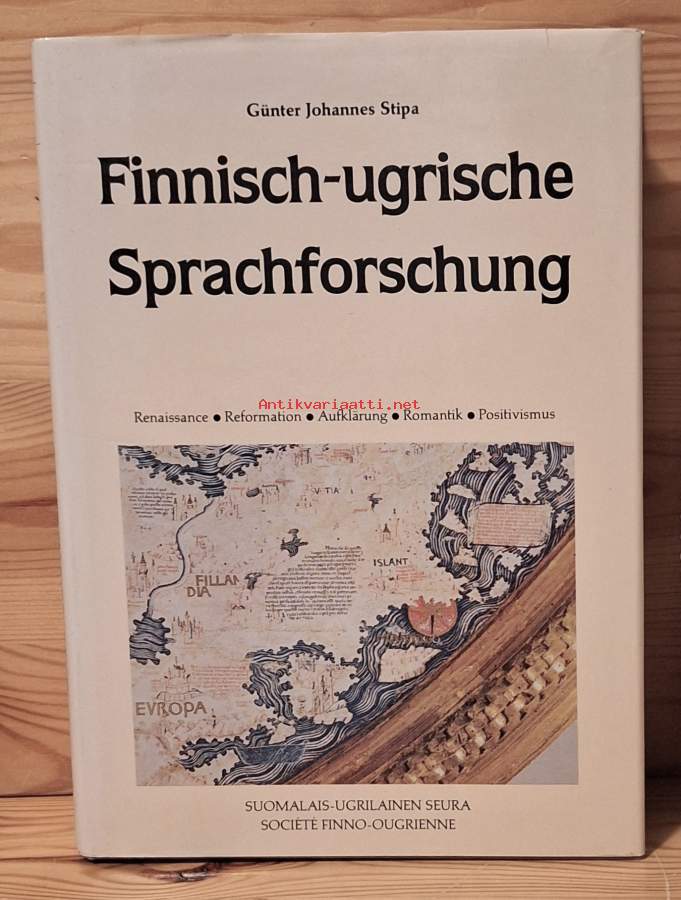 Günter Johannes Stipa
Finnisch-ugrische
Sprachforschung
Antikvariaatti.net
Renaissance ● Reformation ● Aufklärung ● Romantik ● Positivismus
ISLANT
FILLAN
DIA
EVROPA
SUOMALAIS-UGRILAINEN SEURA
SOCIÉTÉ FINNO-OUGRIENNE